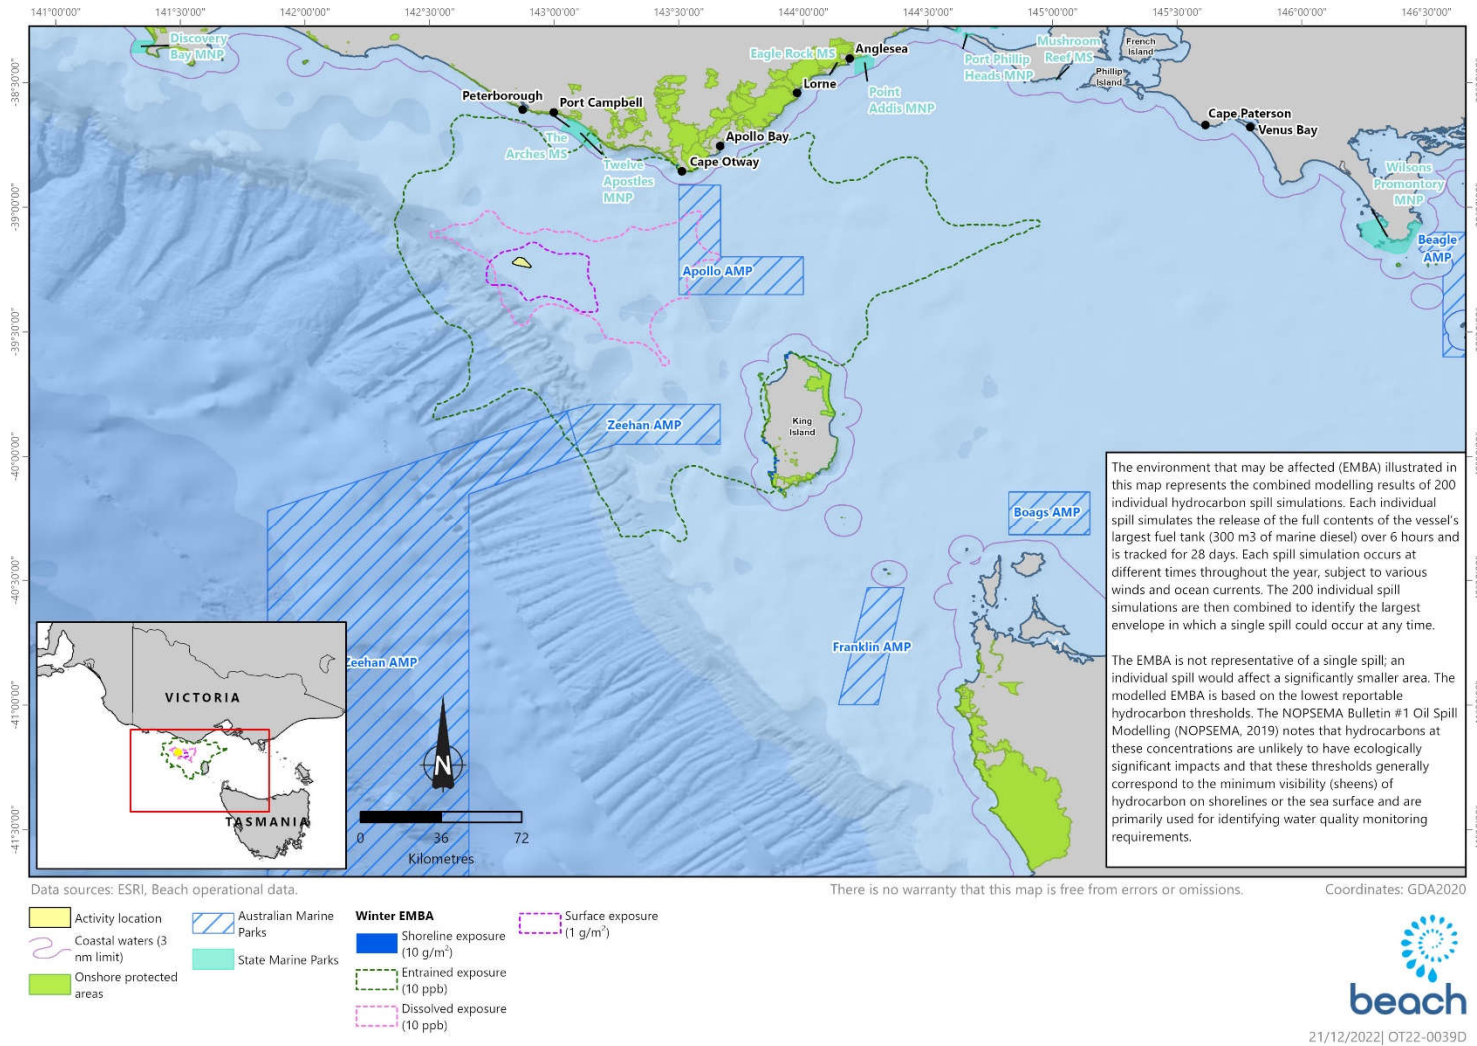 141°00'00" 141°30'00" 142°00'00" 142°30'00" 143°00'00" 143°30'00" 144°00'00" 144°30'00" 145°00'00" 145°30'00" 146°00'00" 146°30'00"
-38°30'00"
-39°00'00"
-39°30'00"
-40°00'00"
-40°30'00"
-41°00'00"
-41°30'00"
Discovery
Bay MNP
Peterborough
Port Campbell
The
Arches MS
Twelve
Apostles
MNP
Cape Otway
Apollo Bay
Lorne
Eagle Rock MS
Anglesea
Point
Addis MNP
Port Phillip
Heads MNP
Mushroom
Reef MS
French
Island
Phillip
Island
Cape Paterson
Venus Bay
Wilsons
Promontory
MNP
Beagle
AMP
Apollo AMP
Zeehan AMP
King
Island
Boags AMP
Franklin AMP
Zeehan AMP
The environment that may be affected (EMBA) illustrated in
this map represents the combined modelling results of 200
individual hydrocarbon spill simulations. Each individual
spill simulates the release of the full contents of the vessel's
largest fuel tank (300 m3 of marine diesel) over 6 hours and
is tracked for 28 days. Each spill simulation occurs at
different times throughout the year, subject to various
winds and ocean currents. The 200 individual spill
simulations are then combined to identify the largest
envelope in which a single spill could occur at any time.
The EMBA is not representative of a single spill; an
individual spill would affect a significantly smaller area. The
modelled EMBA is based on the lowest reportable
hydrocarbon thresholds. The NOPSEMA Bulletin #1 Oil Spill
Modelling (NOPSEMA, 2019) notes that hydrocarbons at
these concentrations are unlikely to have ecologically
significant impacts and that these thresholds generally
correspond to the minimum visibility (sheens) of
hydrocarbon on shorelines or the sea surface and are
primarily used for identifying water quality monitoring
requirements.
VICTORIA
TASMANIA
N
0 36 72
Kilometres
Data sources: ESRI, Beach operational data.
There is no warranty that this map is free from errors or omissions.
Coordinates: GDA2020
Activity location
Coastal waters (3
nm limit)
Onshore protected
areas
Australian Marine
Parks
State Marine Parks
Winter EMBA
Shoreline exposure
(10 g/m²)
Entrained exposure
(10 ppb)
Dissolved exposure
(10 ppb)
Surface exposure
(1 g/m²)
beach
21/12/2022| OT22-0039D